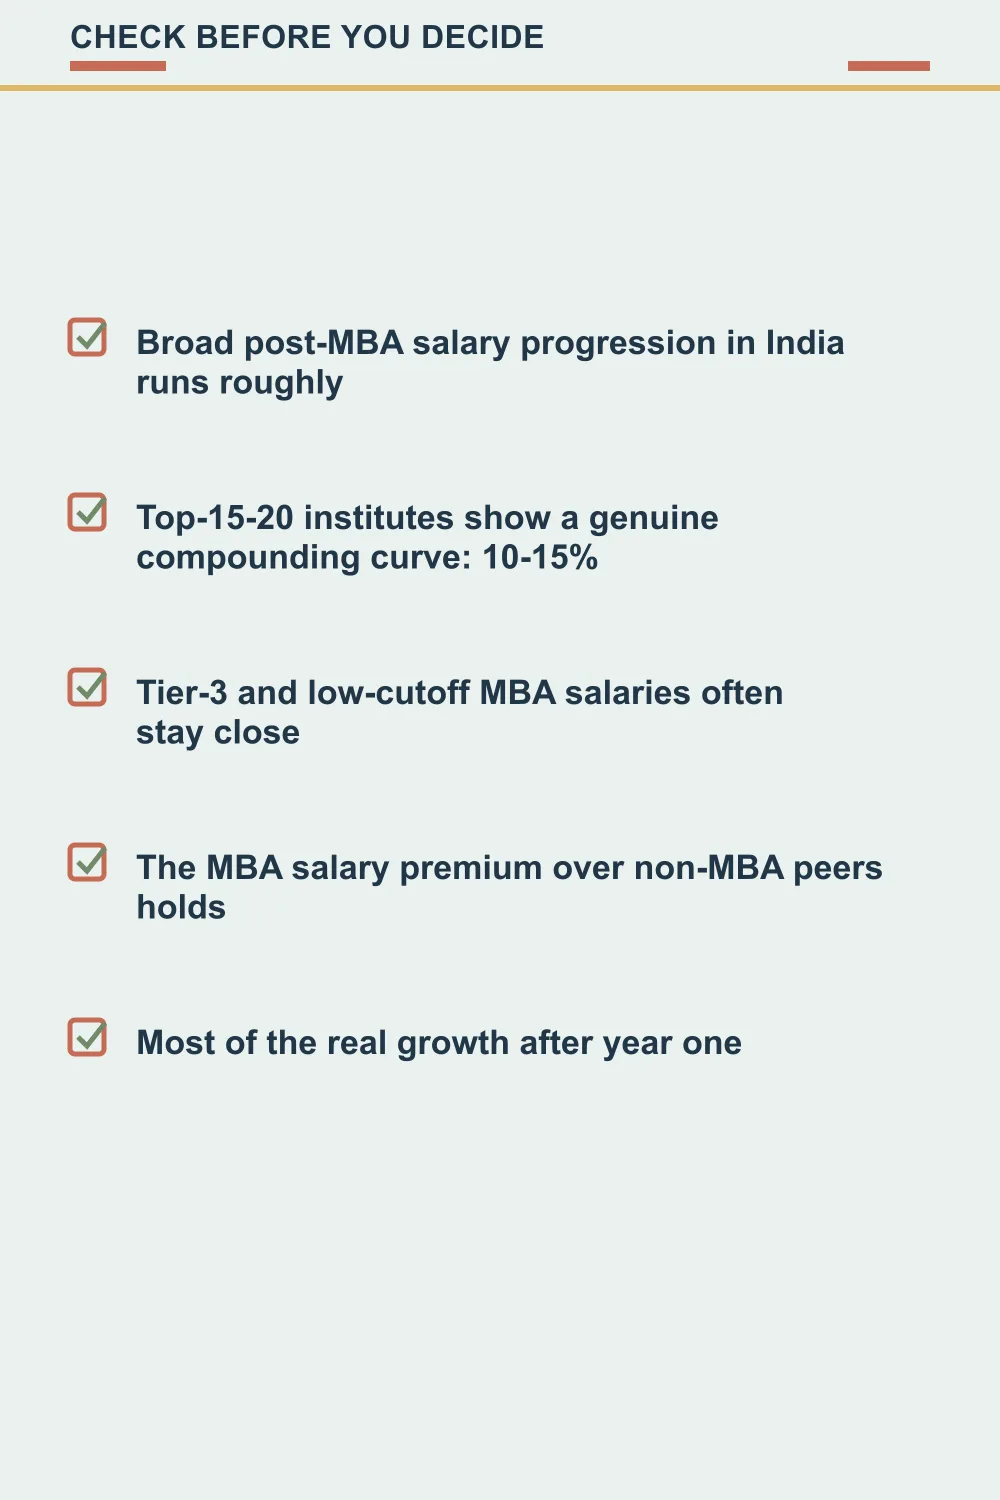 CHECK BEFORE YOU DECIDE
Broad post-MBA salary progression in India
runs roughly
Top-15-20 institutes show a genuine
compounding curve: 10-15%
Tier-3 and low-cutoff MBA salaries often
stay close
The MBA salary premium over non-MBA peers
holds
Most of the real growth after year one